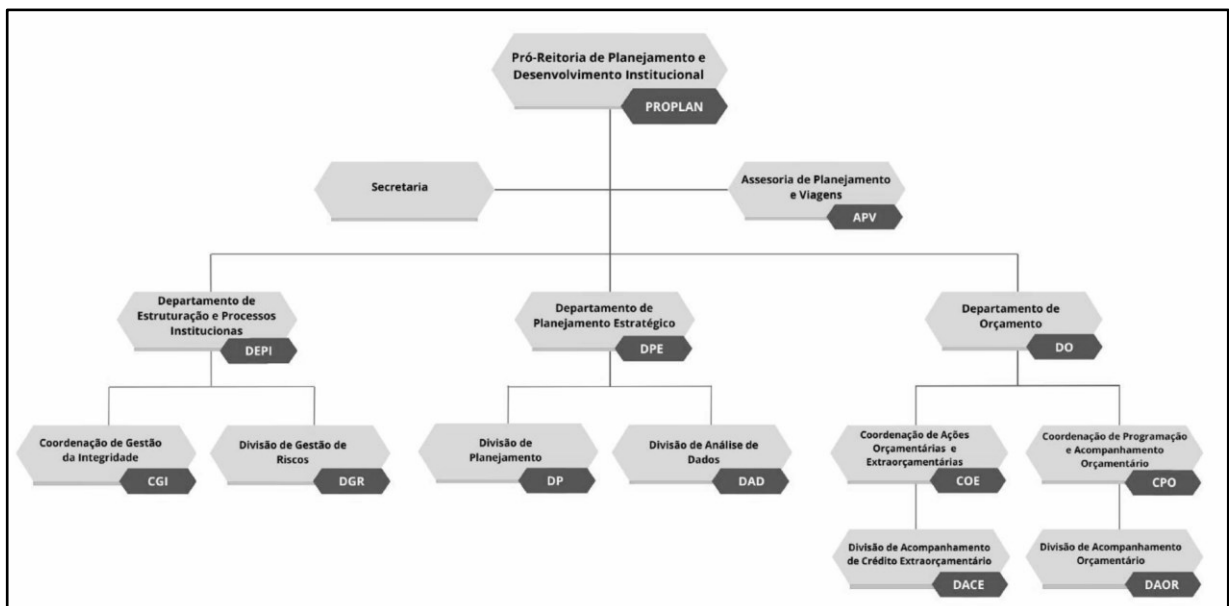 Pró-Reitoria de Planejamento e
Desenvolvimento Institucional
PROPLAN
Secretaria
Assesoria de Planejamento
e Viagens
APV
Departamento de
Estruturação e Processos
Institucionas
DEPI
Departamento de
Planejamento Estratégico
DPE
Departamento de
Orçamento
DO
Coordenação de Gestão
da Integridade
CGI
Divisão de Gestão de
Riscos
DGR
Divisão de
Planejamento
DP
Divisão de Análise de
Dados
DAD
Coordenação de Ações
Orçamentárias e
Extraorçamentárias
COE
Coordenação de Programação
e Acompanhamento
Orçamentário
CPO
Divisão de Acompanhamento
de Crédito Extraorçamentário
DACE
Divisão de Acompanhamento
Orçamentário
DAOR